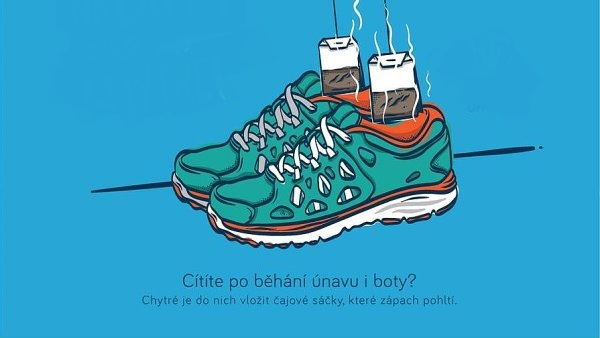 Cítíte po běhání únavu i boty?
Chytré je do nich vložit čajové sáčky, které zápach pohltí.